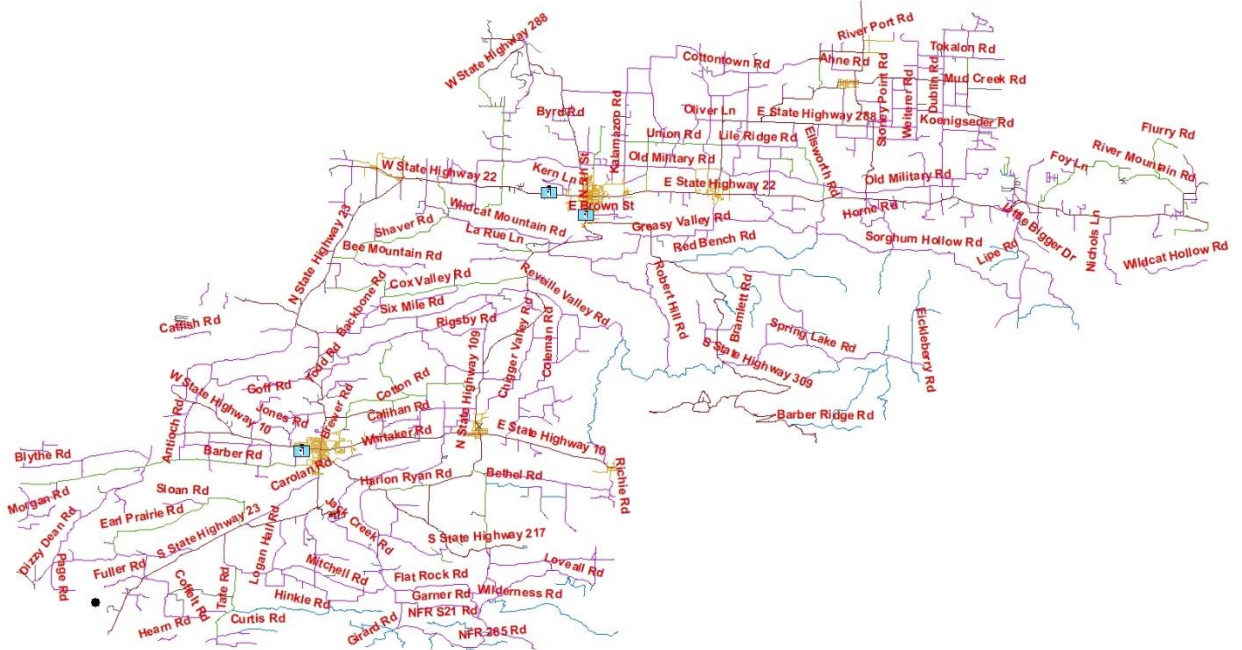 River Port Rd
W State Highway 288
Tokalon Rd
Cottontown Rd
Ahne Rd
Mud Creek Rd
Stoney Point Rd
Weiterer Rd
Dublin Rd
Byrd Rd
Kalamazop Rd
Oliver Ln
E State Highway 288
Koenigseder Rd
Union Rd
Lile Ridge Rd
Ellsworth Rd
Flurry Rd
Old Military Rd
Foy Ln
River Mountain Rd
W State Highway 22
Kern Ln
E State Highway 22
Old Military Rd
E Brown St
Wildcat Mountain Rd
Horne Rd
Little Bigger Dr
Nichols Ln
N State Highway 23
Shaver Rd
La Rue Ln
Greasy Valley Rd
Red Bench Rd
Sorghum Hollow Rd
Lipe Rd
Wildcat Hollow Rd
Bee Mountain Rd
Cox Valley Rd
Reveille Valley Rd
Robert Hill Rd
Bramlett Rd
Backbone Rd
Six Mile Rd
Rigsby Rd
Catfish Rd
Spring Lake Rd
Eickleberry Rd
N State Highway 109
Chigger Valley Rd
Coleman Rd
S State Highway 309
Todd Rd
Goff Rd
Cotton Rd
W State Highway 10
Jones Rd
Brewer Rd
Calihan Rd
Barber Ridge Rd
Antioch Rd
Whitaker Rd
E State Highway 10
Blythe Rd
Barber Rd
Carolan Rd
Harlon Ryan Rd
Bethel Rd
Richie Rd
Morgan Rd
Sloan Rd
Earl Prairie Rd
S State Highway 23
Logan Hall Rd
Jack Creek Rd
S State Highway 217
Dizzy Dean Rd
Page Rd
Fuller Rd
Coffelt Rd
Tate Rd
Mitchell Rd
Flat Rock Rd
Loveall Rd
Hinkle Rd
Garner Rd
Wilderness Rd
Hearn Rd
Curtis Rd
Girard Rd
NFR S21 Rd
NFR 285 Rd